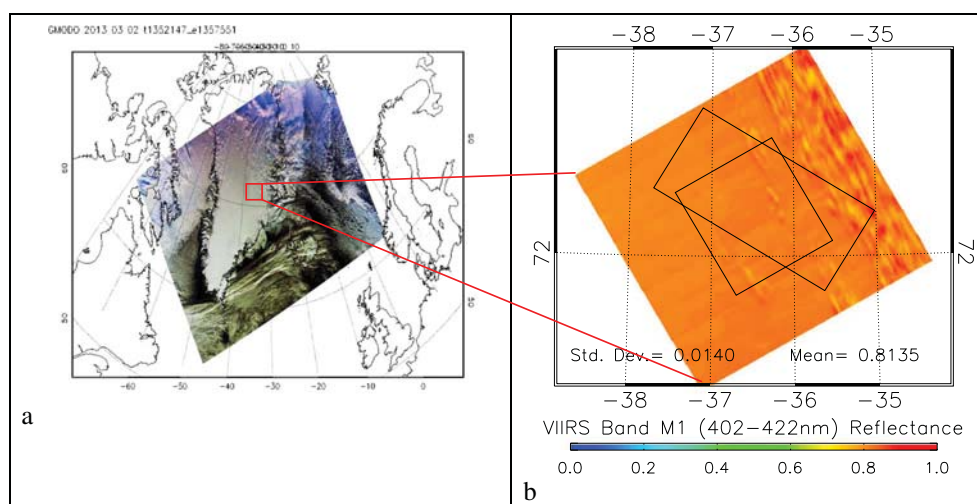 GMODO 2013 03 02 t1352147_e1357551
60
50
60
50
-60 -50 -40 -30 -20 -10 0
a
-38 -37 -36 -35
72
72
Std. Dev.= 0.0140 Mean= 0.8135
-38 -37 -36 -35
VIIRS Band M1 (402-422nm) Reflectance
0.0 0.2 0.4 0.6 0.8 1.0
b